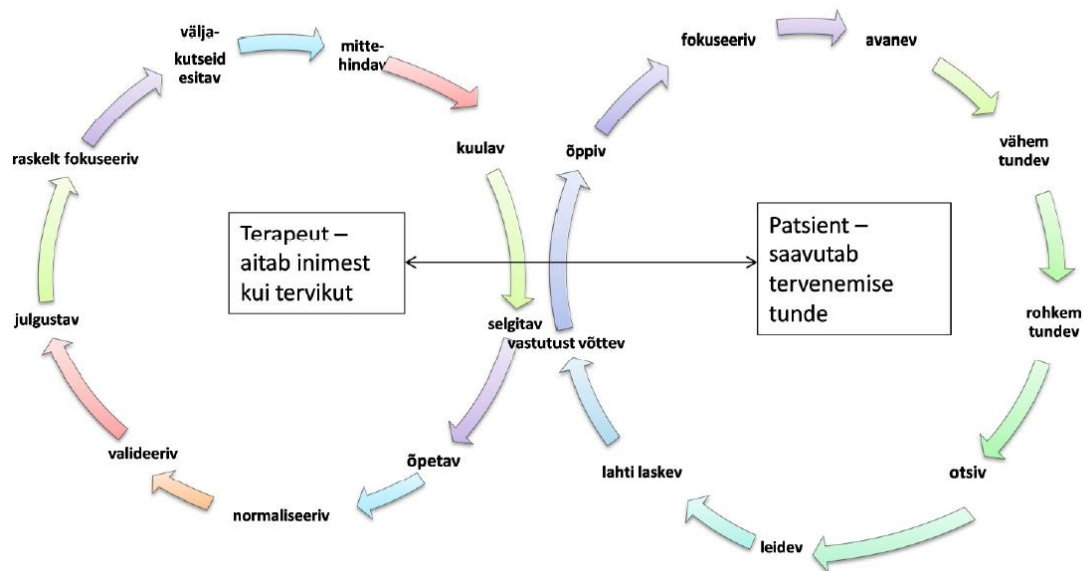 välja-
kutseid
esitav
mitte-
hindav
kuulav
selgitav
õpetav
normaliseeriv
valideeriv
julgustav
raskelt fokuseeriv
Terapeut –
aitab inimest
kui tervikut
fokuseeriv
avanev
vähem
tundev
rohkem
tundev
otsiv
leidev
lahti laskev
vastutust võttev
õppiv
Patsient –
saavutab
tervenemise
tunde